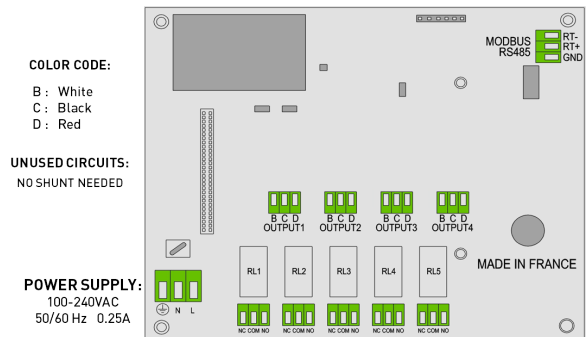 COLOR CODE:
B : White
C : Black
D : Red
UNUSED CIRCUITS:
NO SHUNT NEEDED
POWER SUPPLY:
100-240VAC
50/60 Hz 0.25A
MODBUS
RS485
RT-
RT+
GND
B C D
OUTPUT1
B C D
OUTPUT2
B C D
OUTPUT3
B C D
OUTPUT4
MADE IN FRANCE
RL1
RL2
RL3
RL4
RL5
N L
NC COM NO
NC COM NO
NC COM NO
NC COM NO
NC COM NO